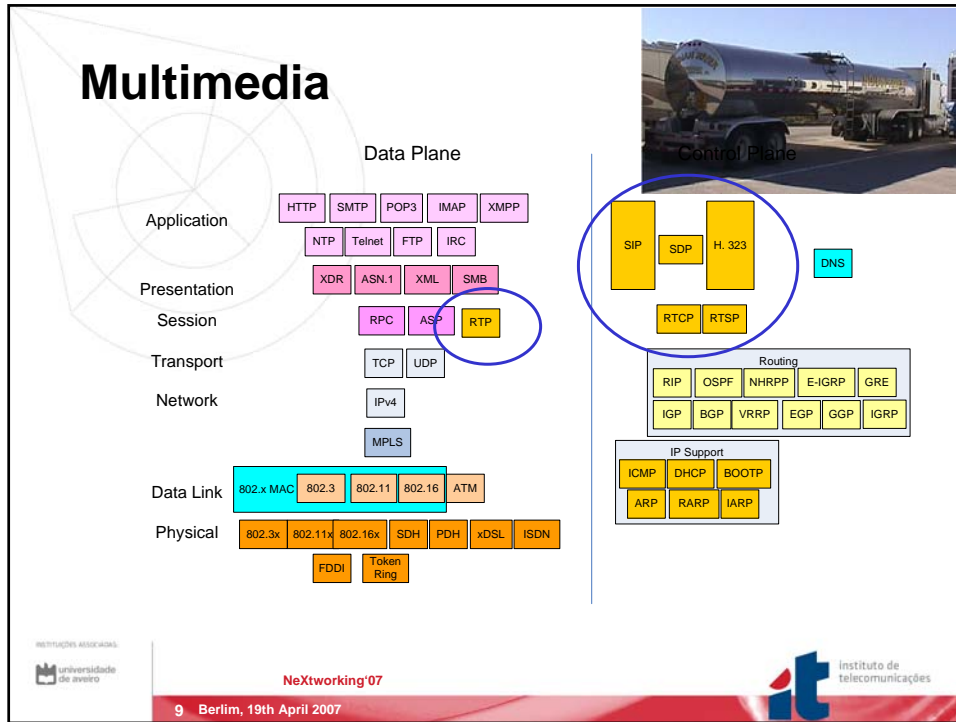 Multimedia
Data Plane
Control Plane
Application
HTTP SMTP POP3 IMAP XMPP
NTP Telnet FTP IRC
SIP SDP H. 323
DNS
Presentation
XDR ASN.1 XML SMB
Session
RPC ASP RTP
RTCP RTSP
Transport
TCP UDP
Routing
RIP OSPF NHRPP E-IGRP GRE
IGP BGP VRRP EGP GGP IGRP
Network
IPv4
MPLS
IP Support
ICMP DHCP BOOTP
ARP RARP IARP
Data Link
802.x MAC 802.3 802.11 802.16 ATM
Physical
802.3x 802.11x 802.16x SDH PDH xDSL ISDN
FDDI Token
Ring
INSTITUIÇÕES ASSOCIADAS:
universidade
de aveiro
NeXtworking'07
9 Berlim, 19th April 2007
it
instituto de
telecomunicações